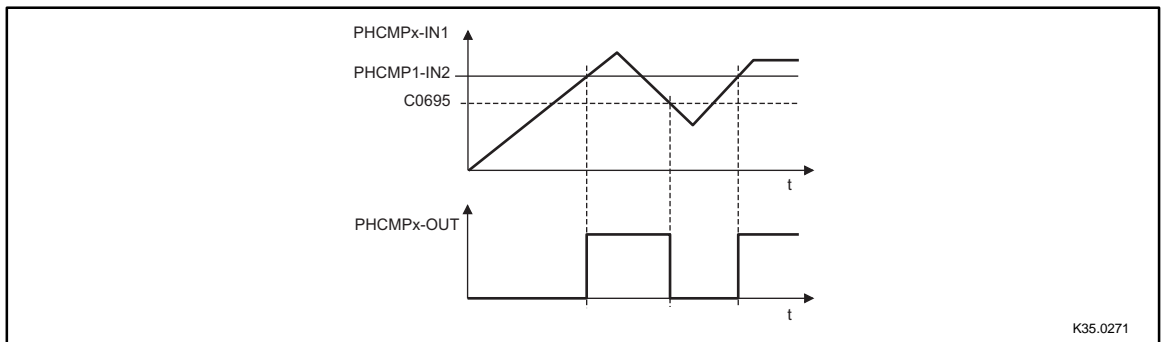 PHCMPx-IN1
PHCMP1-IN2
C0695
t
PHCMPx-OUT
t
K35.0271